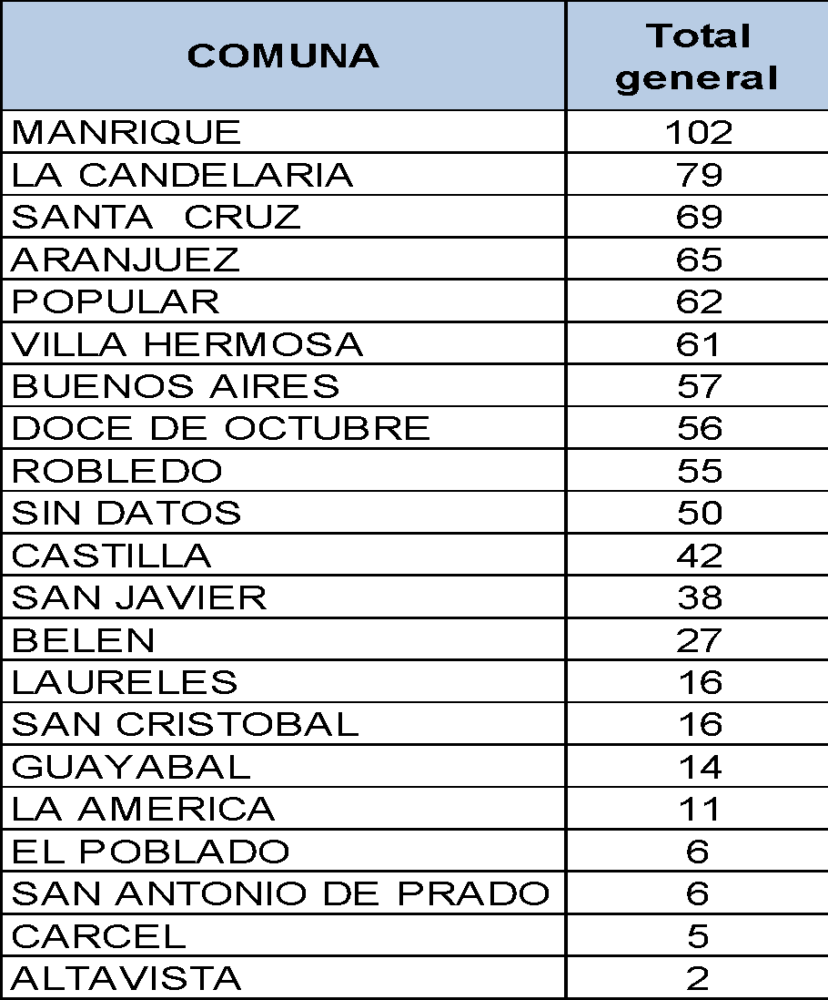 COMUNA Total general
MANRIQUE 102
LA CANDELARIA 79
SANTA CRUZ 69
ARANJUEZ 65
POPULAR 62
VILLA HERMOSA 61
BUENOS AIRES 57
DOCE DE OCTUBRE 56
ROBLEDO 55
SIN DATOS 50
CASTILLA 42
SAN JAVIER 38
BELEN 27
LAURELES 16
SAN CRISTOBAL 16
GUAYABAL 14
LA AMERICA 11
EL POBLADO 6
SAN ANTONIO DE PRADO 6
CARCEL 5
ALTAVISTA 2